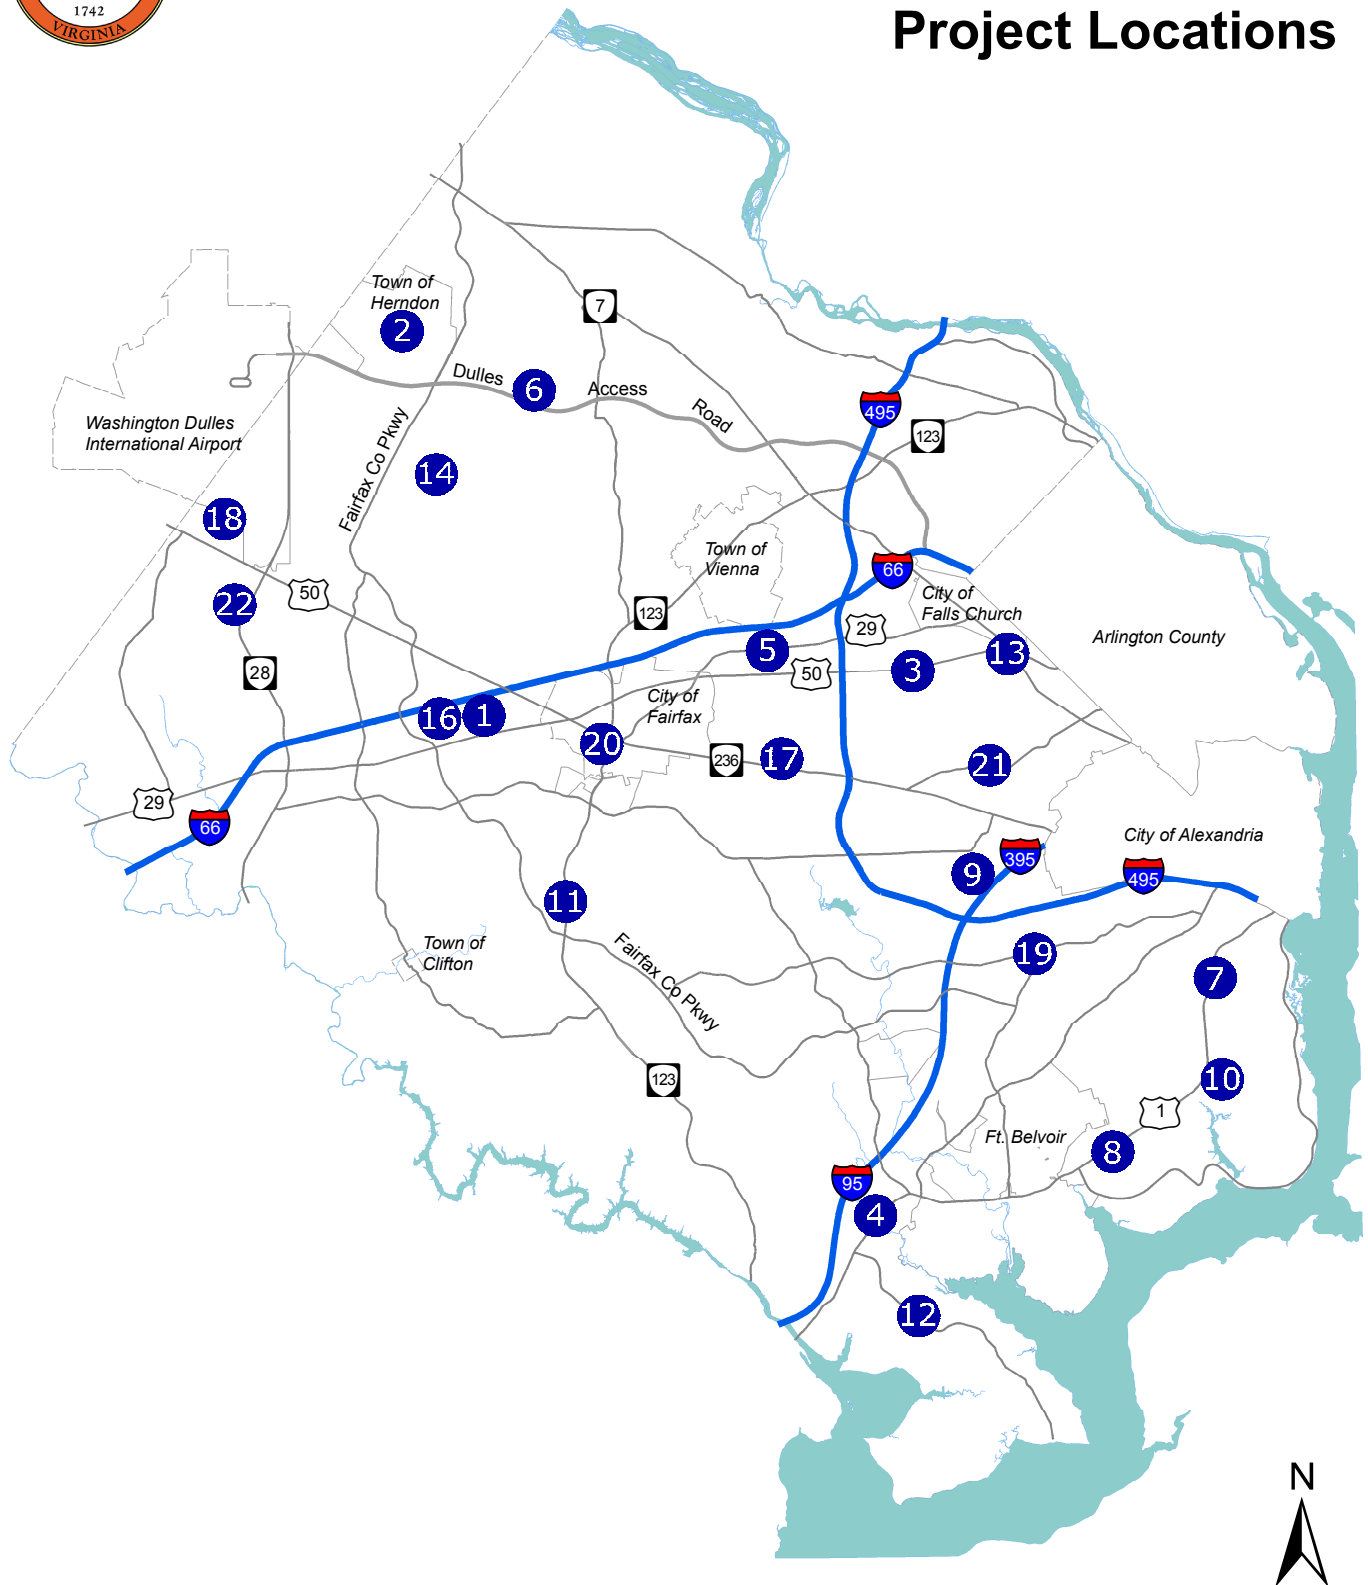 1742
VIRGINIA
Project Locations
Town of
Herndon
2
7
Dulles
6
Access
Road
495
123
Washington Dulles
International Airport
Fairfax Co Pkwy
14
18
Town of
Vienna
66
50
22
123
City of
Falls Church
29
Arlington County
5
13
3
28
50
City of
Fairfax
16
1
20
236
17
21
29
66
City of Alexandria
395
9
495
11
Town of
Clifton
Fairfax Co Pkwy
19
7
123
10
1
Ft. Belvoir
8
95
4
12
N